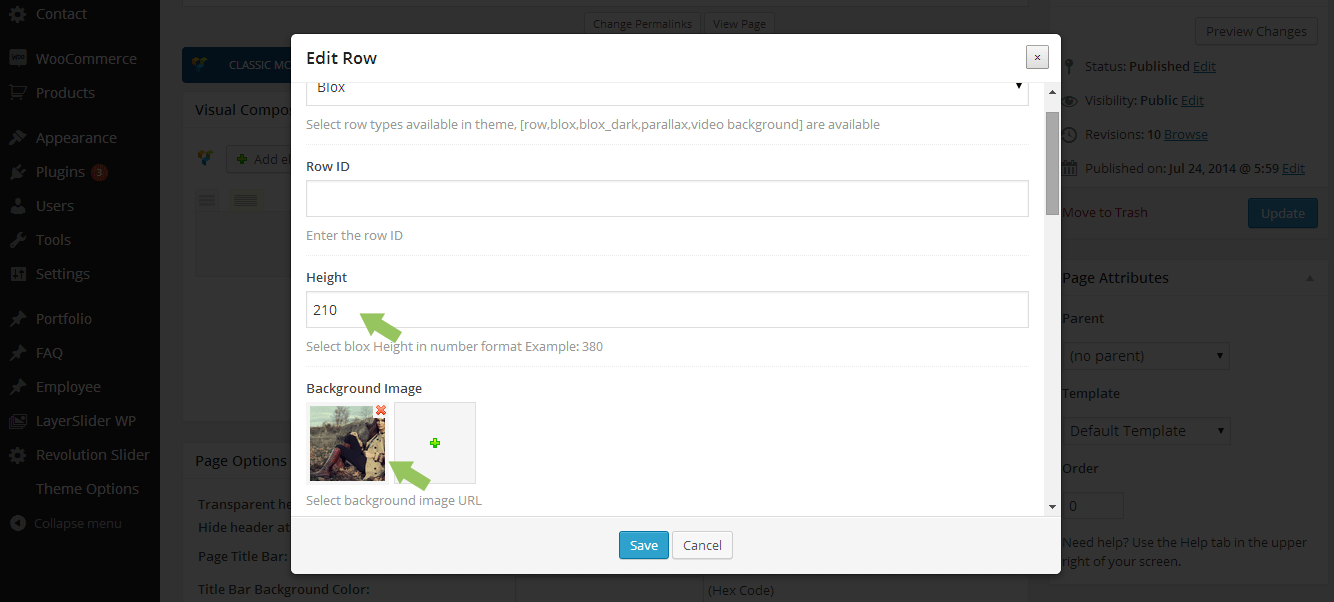 Contact
WooCommerce
Products
Appearance
Plugins 3
Users
Tools
Settings
Portfolio
FAQ
Employee
LayerSlider WP
Revolution Slider
Theme Options
Collapse menu
Change Permalinks View Page
CLASSIC MO
Visual Compos
Add el
Page Options
Transparent he
Hide header at
Page Title Bar:
Title Bar Background Color:
(Hex Code)
Edit Row
x
Blox
Select row types available in theme, [row,blox,blox_dark,parallax,video background] are available
Row ID
Enter the row ID
Height
210
Select blox Height in number format Example: 380
Background Image
Select background image URL
Save Cancel
Preview Changes
Status: Published Edit
Visibility: Public Edit
Revisions: 10 Browse
Published on: Jul 24, 2014 @ 5:59 Edit
Move to Trash Update
Page Attributes
Parent
(no parent)
Template
Default Template
Order
0
Need help? Use the Help tab in the upper
right of your screen.